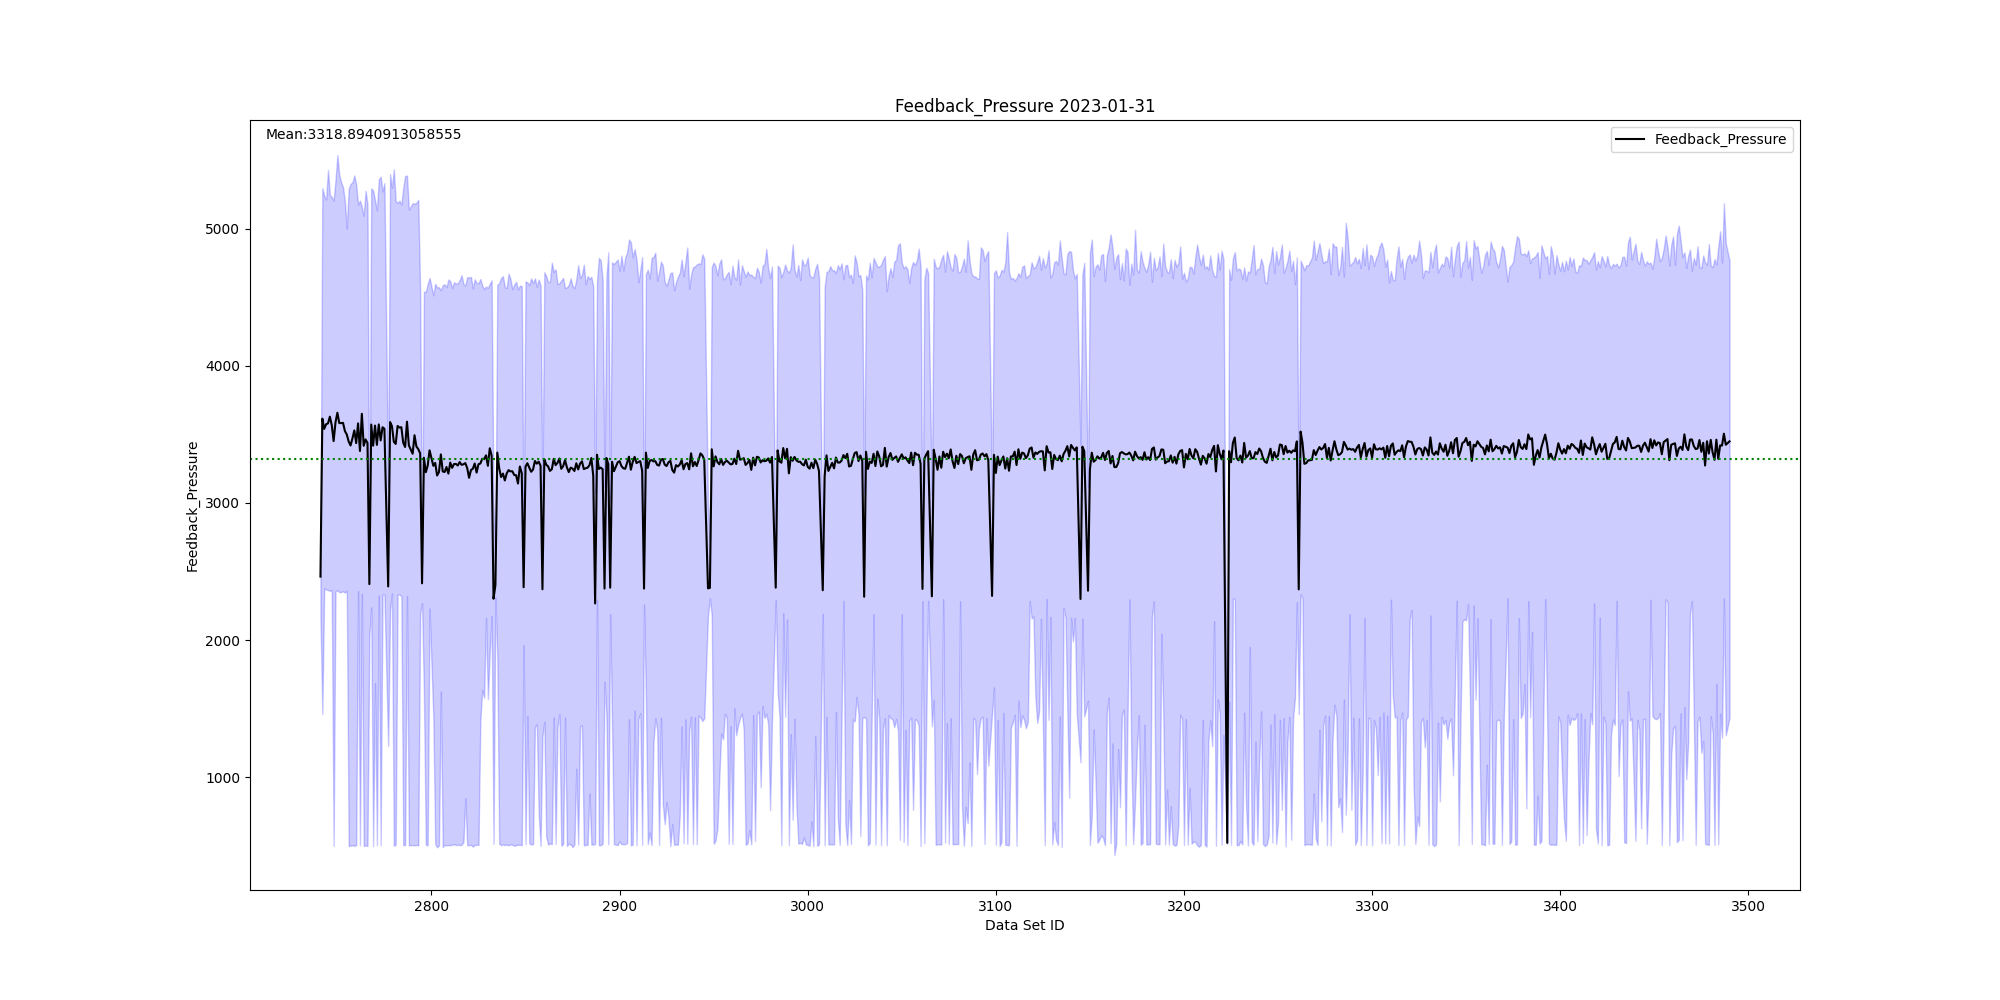 Feedback_Pressure 2023-01-31
Mean:3318.8940913058555
Feedback_Pressure
5000
4000
3000
2000
1000
Feedback_Pressure
2800
2900
3000
3100
3200
3300
3400
3500
Data Set ID